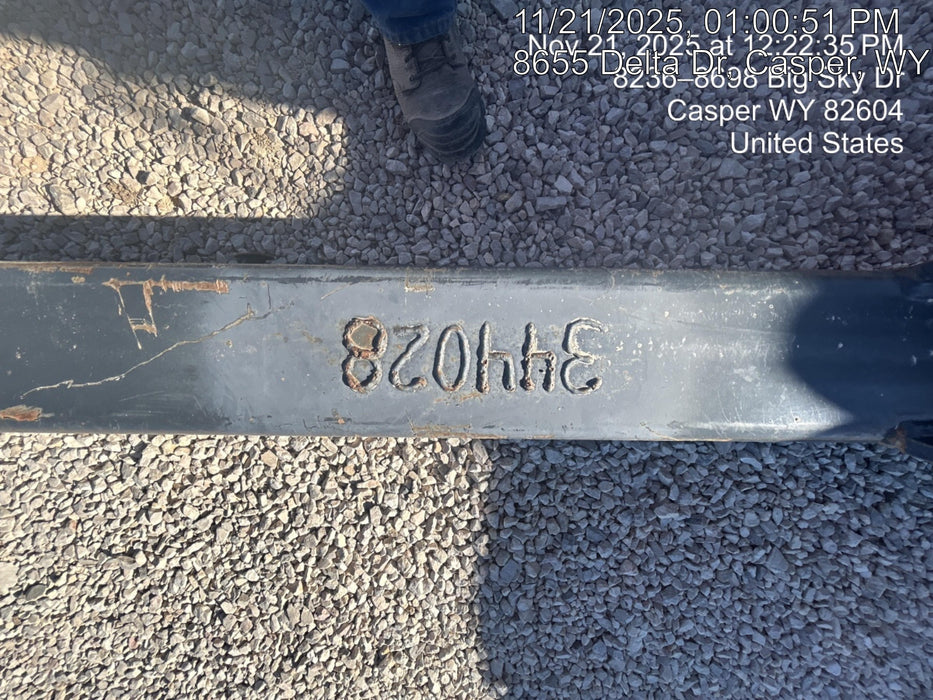 11/21/2025, 01:00:51 PM
Nov 21, 2025 at 12:22:35 PM
8655 Delta Dr, Casper, WY
8236-8698 Big Sky Dr
Casper WY 82604
United States
344028